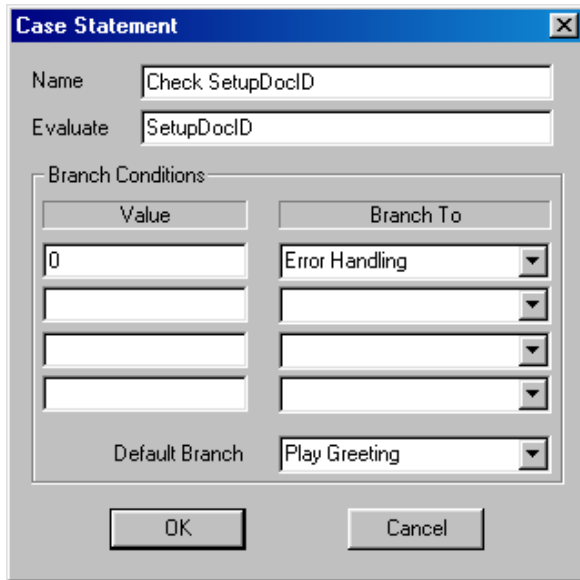 Case Statement
Name Check SetupDocID
Evaluate SetupDocID
Branch Conditions
Value Branch To
0 Error Handling
Default Branch Play Greeting
OK Cancel